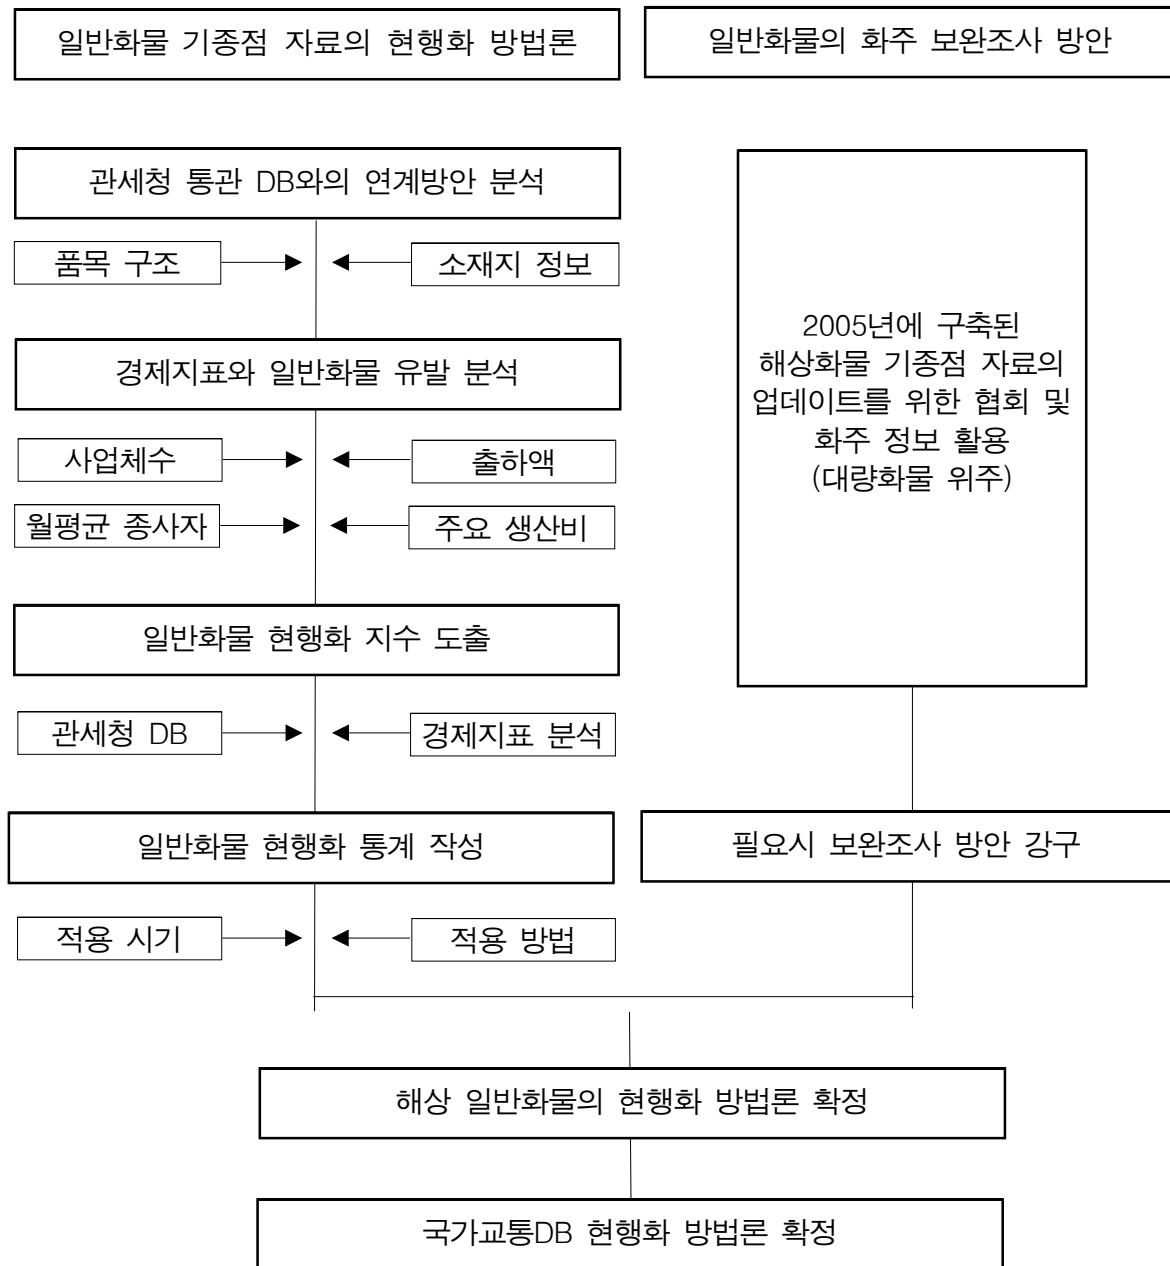 일반화물 기종점 자료의 현행화 방법론
일반화물의 화주 보완조사 방안
관세청 통관 DB와의 연계방안 분석
품목 구조
소재지 정보
경제지표와 일반화물 유발 분석
사업체수
출하액
월평균 종사자
주요 생산비
일반화물 현행화 지수 도출
관세청 DB
경제지표 분석
일반화물 현행화 통계 작성
적용 시기
적용 방법
2005년에 구축된
해상화물 기종점 자료의
업데이트를 위한 협회 및
화주 정보 활용
(대량화물 위주)
필요시 보완조사 방안 강구
해상 일반화물의 현행화 방법론 확정
국가교통DB 현행화 방법론 확정